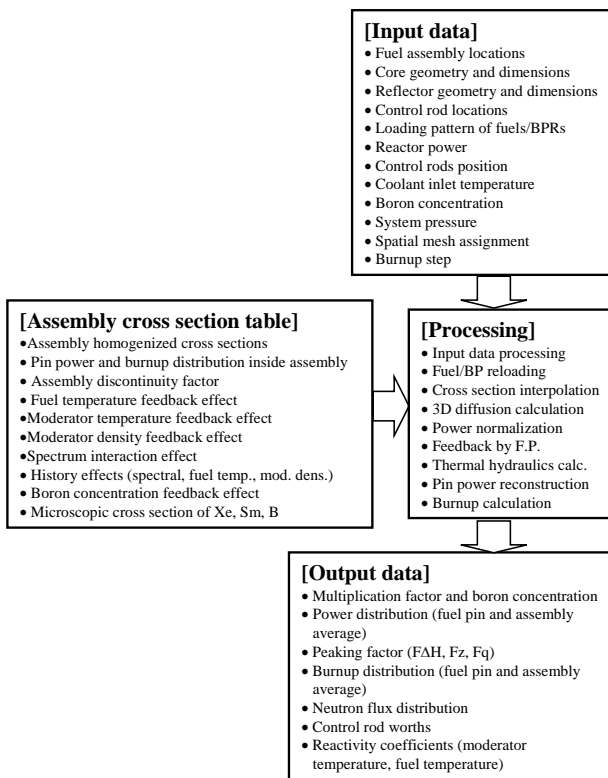 [Input data]
• Fuel assembly locations
• Core geometry and dimensions
• Reflector geometry and dimensions
• Control rod locations
• Loading pattern of fuels/BPRs
• Reactor power
• Control rods position
• Coolant inlet temperature
• Boron concentration
• System pressure
• Spatial mesh assignment
• Burnup step
[Assembly cross section table]
•Assembly homogenized cross sections
• Pin power and burnup distribution inside assembly
• Assembly discontinuity factor
• Fuel temperature feedback effect
•Moderator temperature feedback effect
•Moderator density feedback effect
•Spectrum interaction effect
• History effects (spectral, fuel temp., mod. dens.)
• Boron concentration feedback effect
• Microscopic cross section of Xe, Sm, B
[Processing]
• Input data processing
• Fuel/BP reloading
• Cross section interpolation
• 3D diffusion calculation
• Power normalization
• Feedback by F.P.
• Thermal hydraulics calc.
• Pin power reconstruction
• Burnup calculation
[Output data]
• Multiplication factor and boron concentration
• Power distribution (fuel pin and assembly
average)
• Peaking factor (FΔH, Fz, Fq)
• Burnup distribution (fuel pin and assembly
average)
• Neutron flux distribution
• Control rod worths
• Reactivity coefficients (moderator
temperature, fuel temperature)